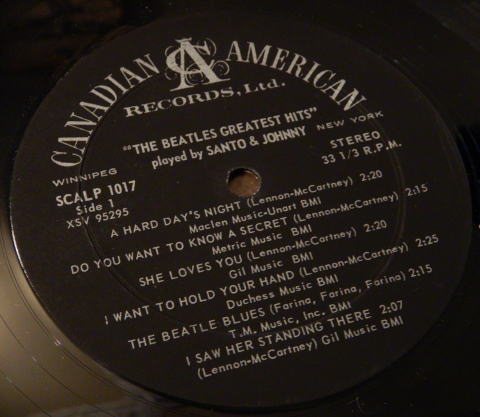 CANADIAN CA AMERICAN
RECORDS, Ltd.
WINNIPEG
NEW YORK
"THE BEATLES GREATEST HITS"
played by SANTO & JOHNNY
SCALP 1017
Side 1
XSV 95295
STEREO
33 1/3 R.P.M.
A HARD DAY'S NIGHT (Lennon-McCartney) 2:20
Maclen Music-Unart BMI
DO YOU WANT TO KNOW A SECRET (Lennon-McCartney) 2:15
Metric Music BMI
SHE LOVES YOU (Lennon-McCartney) 2:20
Gil Music BMI
I WANT TO HOLD YOUR HAND (Lennon-McCartney) 2:25
Duchess Music BMI
THE BEATLE BLUES (Farina, Farina, Farina) 2:15
T.M. Music, Inc. BMI
I SAW HER STANDING THERE 2:07
(Lennon-McCartney) Gil Music BMI